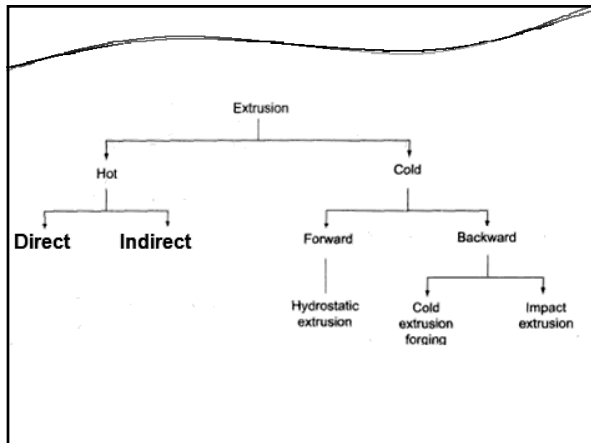 Extrusion
Hot
Cold
Direct
Indirect
Forward
Backward
Hydrostatic
extrusion
Cold
extrusion
forging
Impact
extrusion